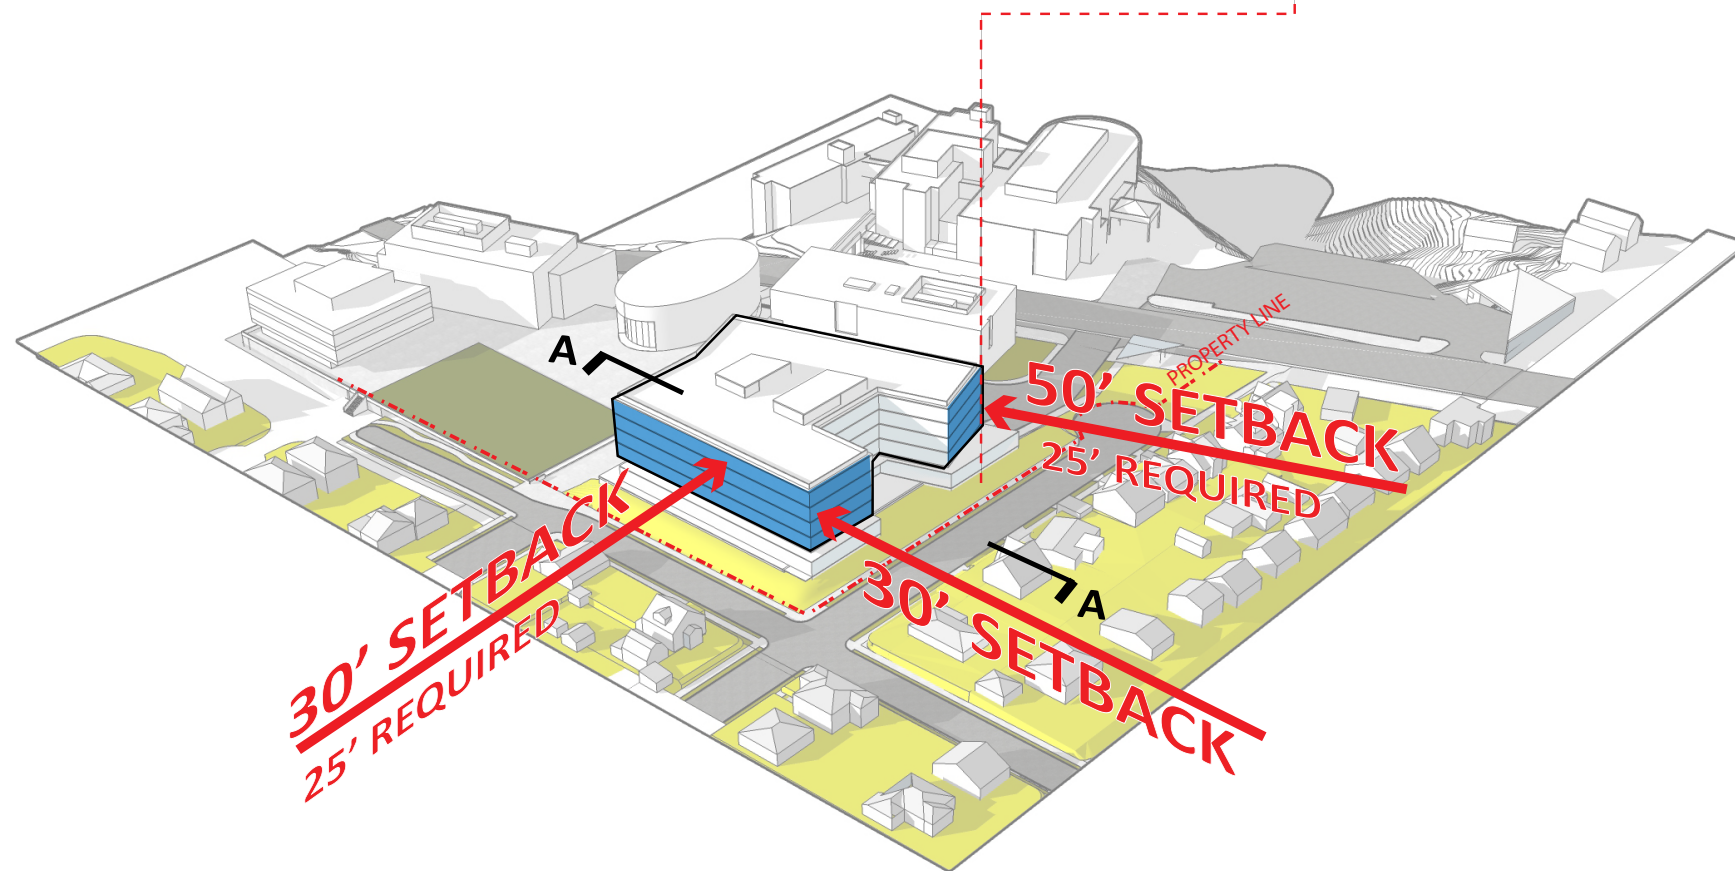 PROPERTY LINE
A
50' SETBACK
25' REQUIRED
30' SETBACK
25' REQUIRED
30' SETBACK
A